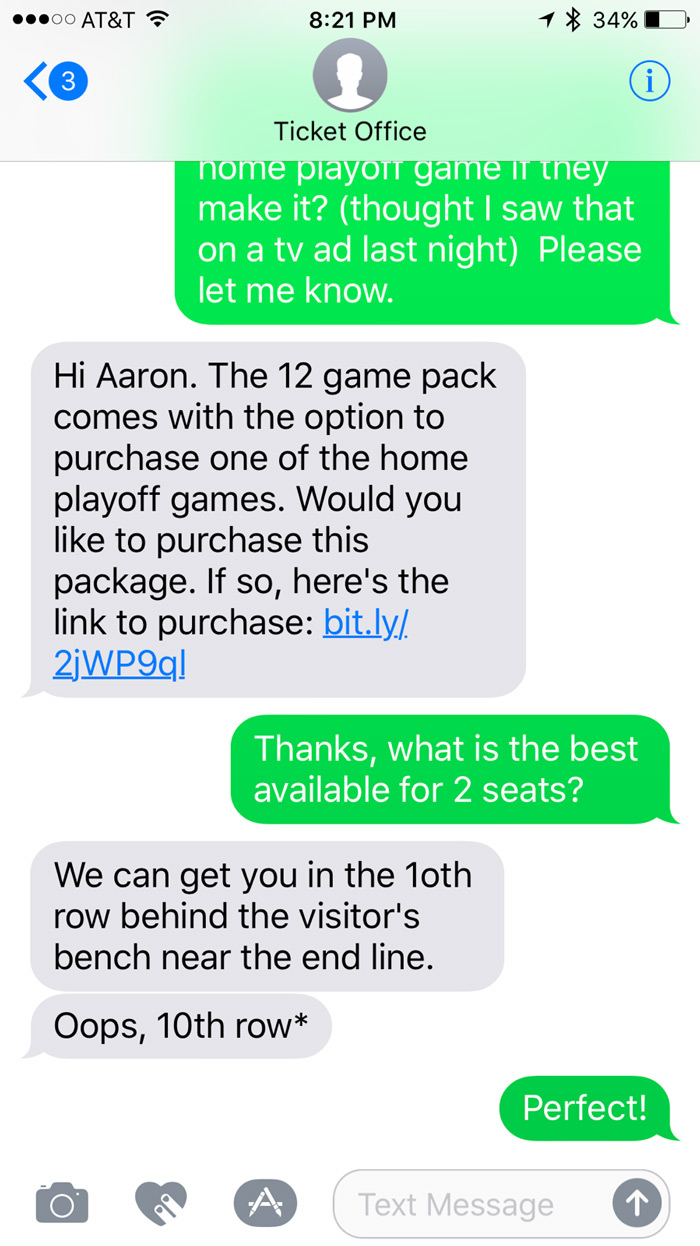 AT&T 8:21 PM 34%
3
Ticket Office
home playoff game if they
make it? (thought I saw that
on a tv ad last night)  Please
let me know.
Hi Aaron. The 12 game pack
comes with the option to
purchase one of the home
playoff games. Would you
like to purchase this
package. If so, here's the
link to purchase: bit.ly/
2jWP9ql
Thanks, what is the best
available for 2 seats?
We can get you in the 1oth
row behind the visitor's
bench near the end line.
Oops, 10th row*
Perfect!
Text Message